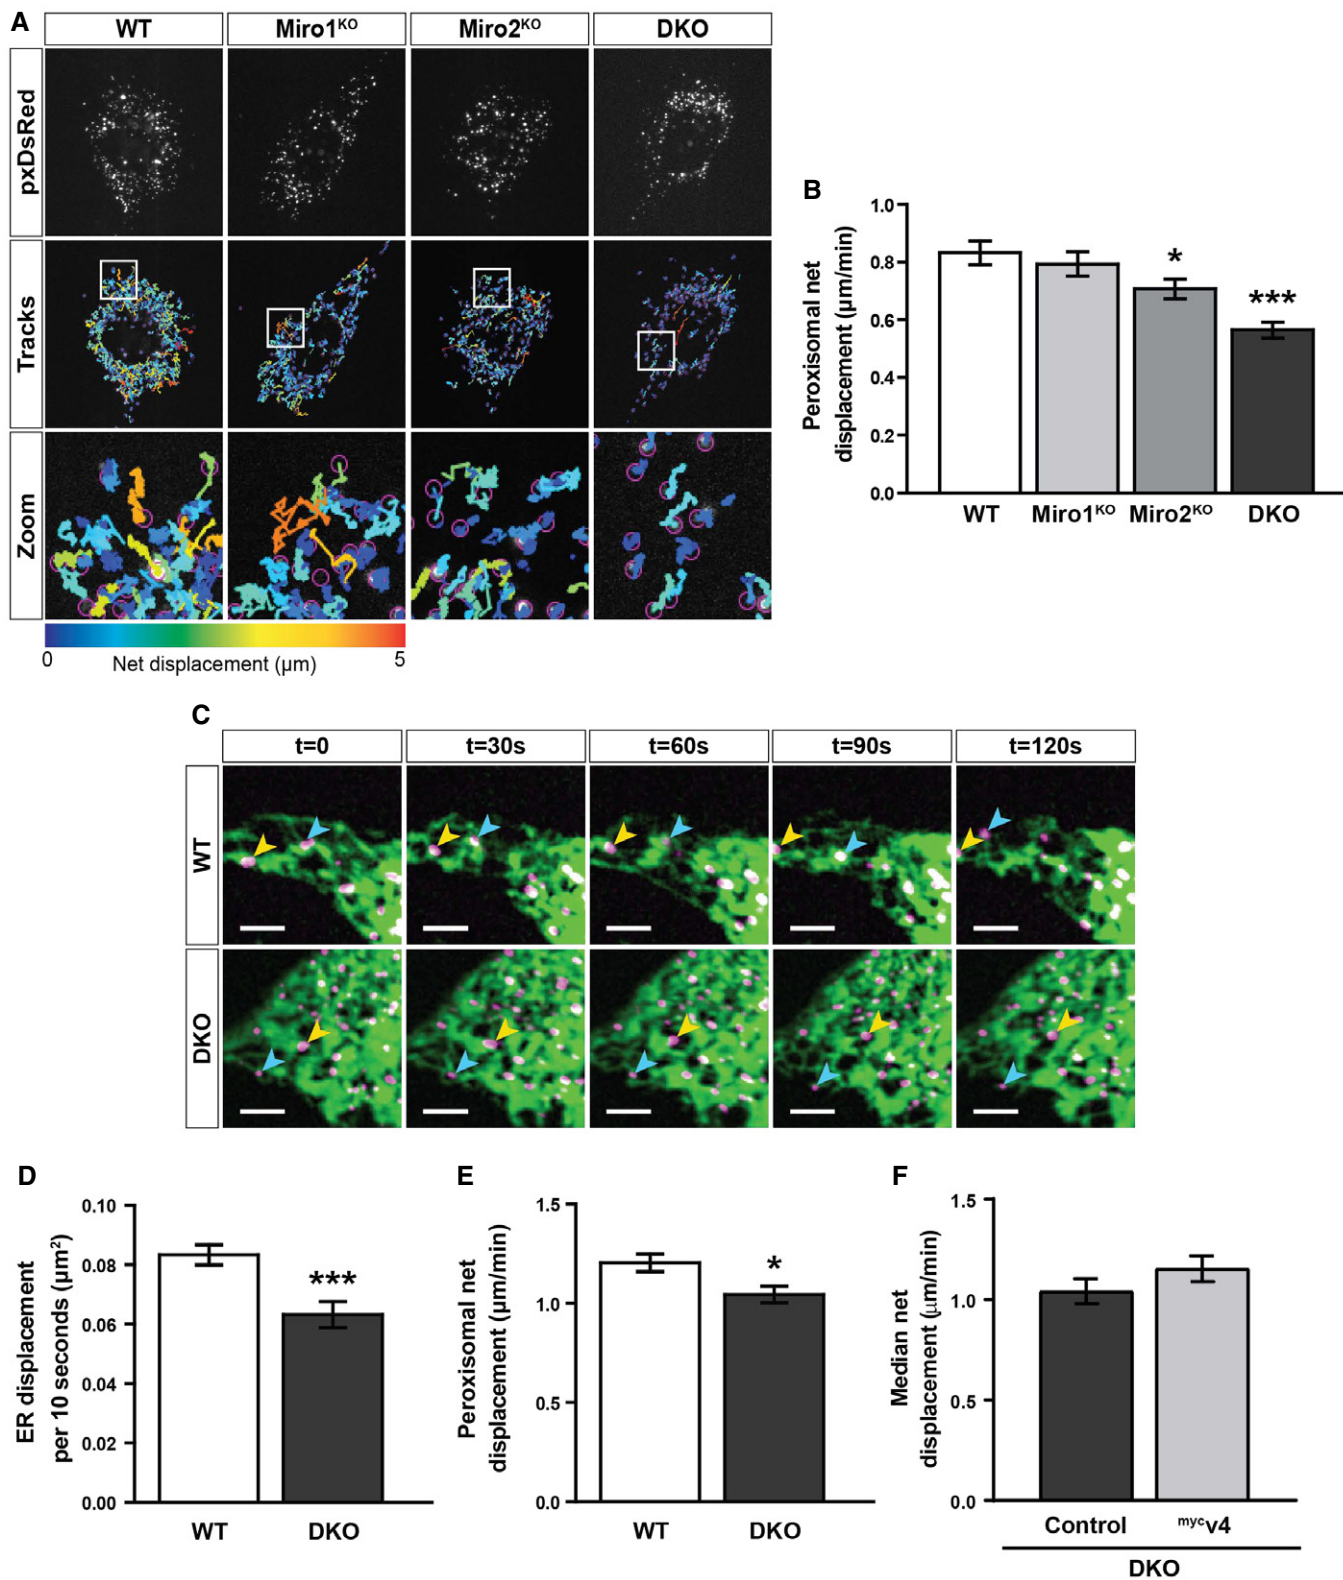 A
WT
Miro1ᴷᴼ
Miro2ᴷᴼ
DKO
pxDsRed
Tracks
Zoom
0
5
Net displacement (µm)
B
Peroxisomal net
displacement (µm/min)
1.0
0.8
0.6
0.4
0.2
0.0
*
***
WT
Miro1ᴷᴼ
Miro2ᴷᴼ
DKO
C
t=0
t=30s
t=60s
t=90s
t=120s
WT
DKO
D
ER displacement
per 10 seconds (µm²)
0.10
0.08
0.06
0.04
0.02
0.00
***
WT
DKO
E
Peroxisomal net
displacement (µm/min)
1.5
1.0
0.5
0.0
*
WT
DKO
F
Median net
displacement (µm/min)
1.5
1.0
0.5
0.0
Control
ᵐʸᶜv4
DKO